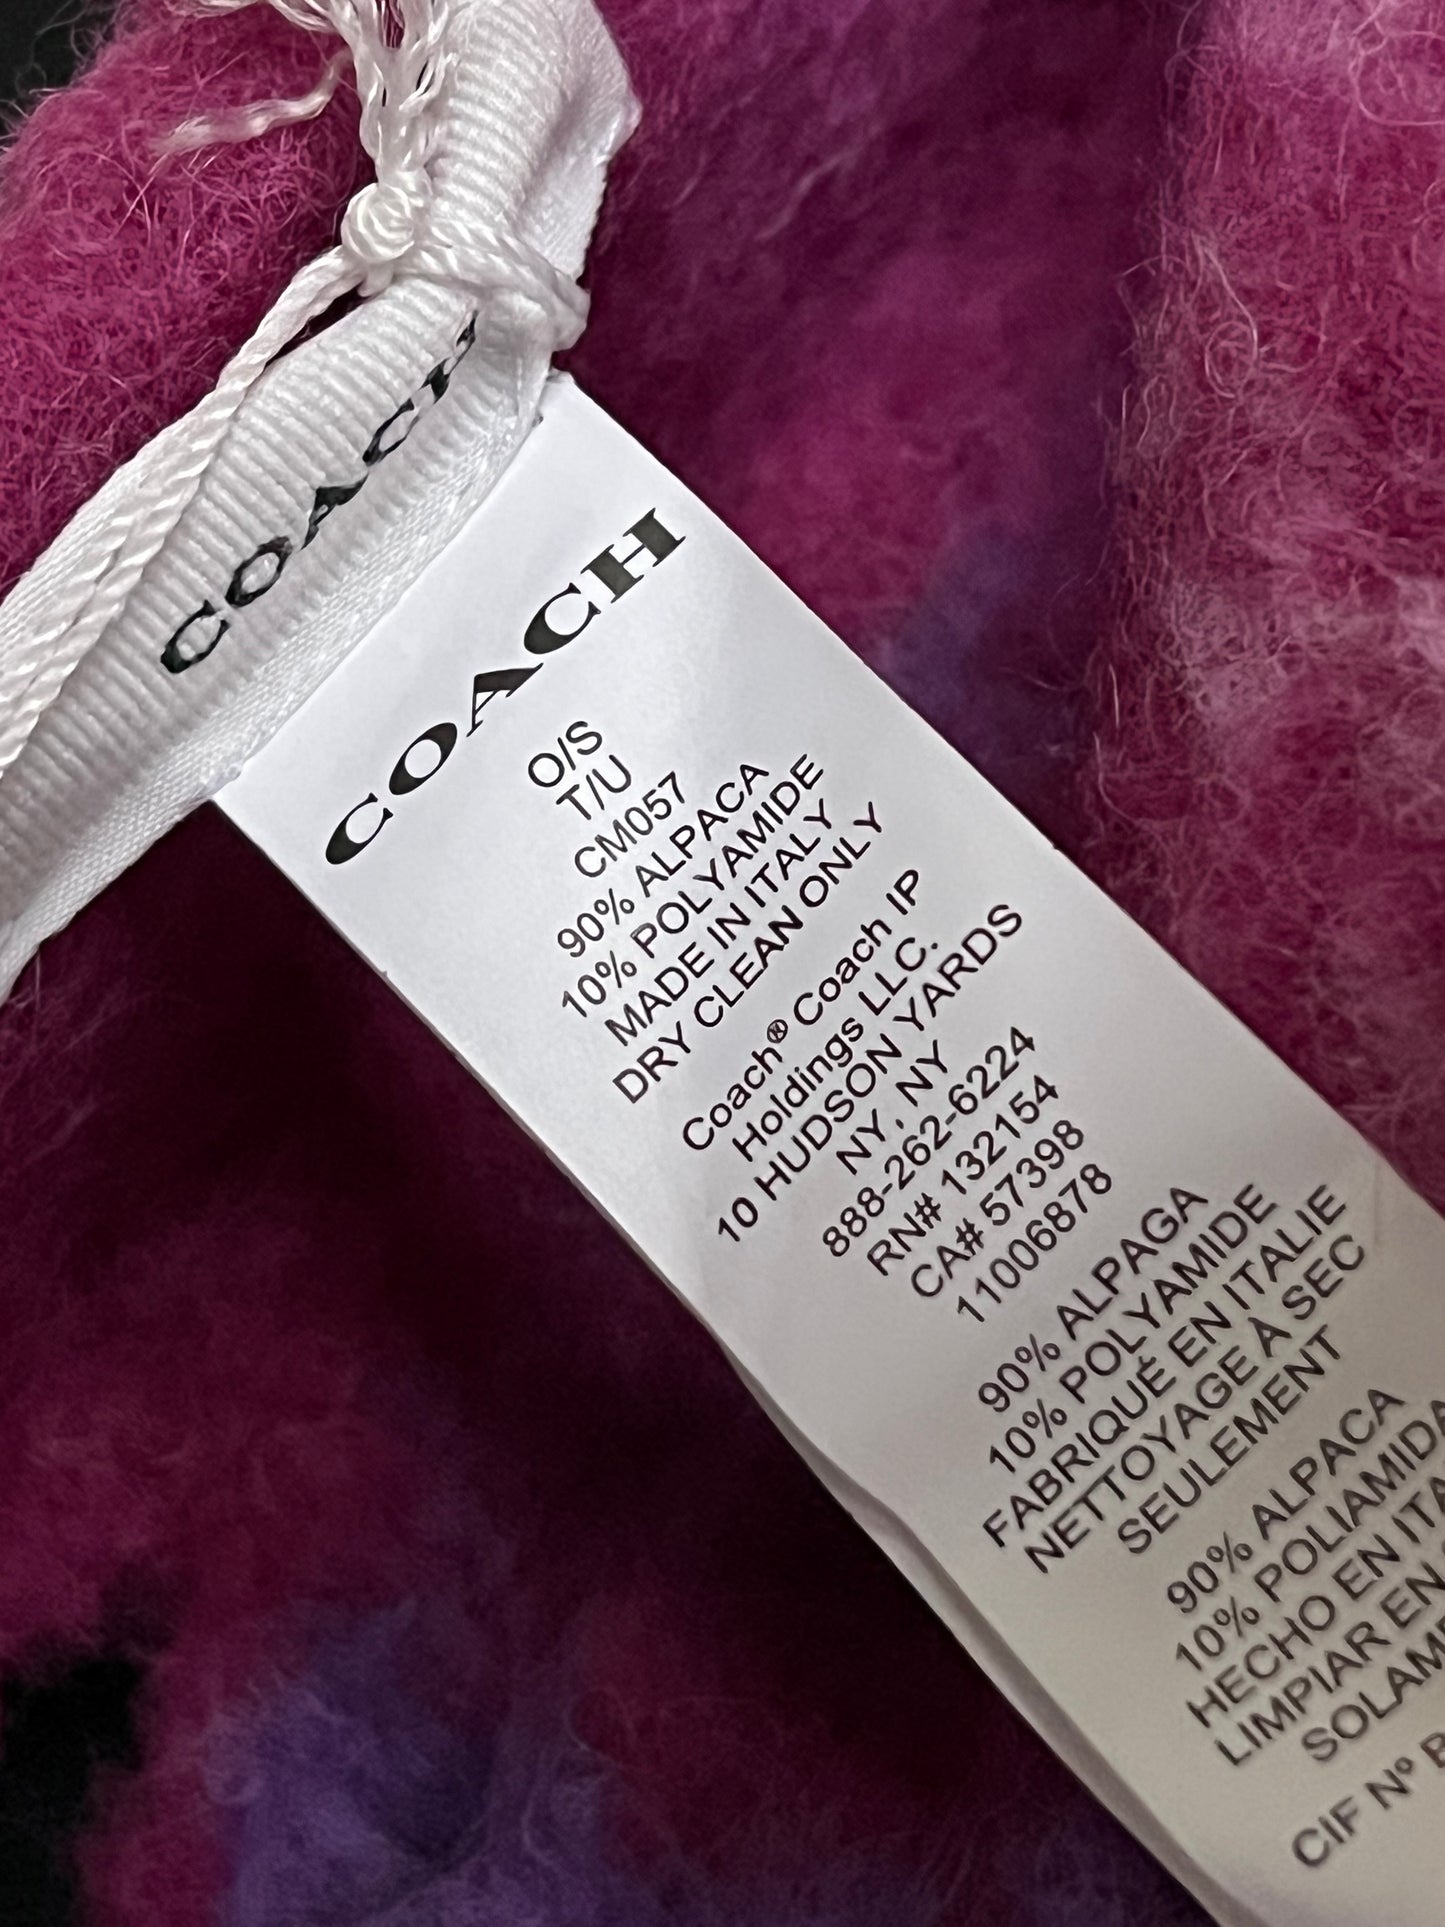 COACH
COACH
O/S
T/U
CM057
90% ALPACA
10% POLYAMIDE
MADE IN ITALY
DRY CLEAN ONLY
Coach® Coach IP
Holdings LLC.
10 HUDSON YARDS
NY, NY
888-262-6224
RN# 132154
CA# 57398
11006878
90% ALPAGA
10% POLYAMIDE
FABRIQUÉ EN ITALIE
NETTOYAGE À SEC
SEULEMENT
90% ALPACA
10% POLIAMIDA
HECHO EN ITA
LIMPIAR EN
SOLAM
CIF Nº B